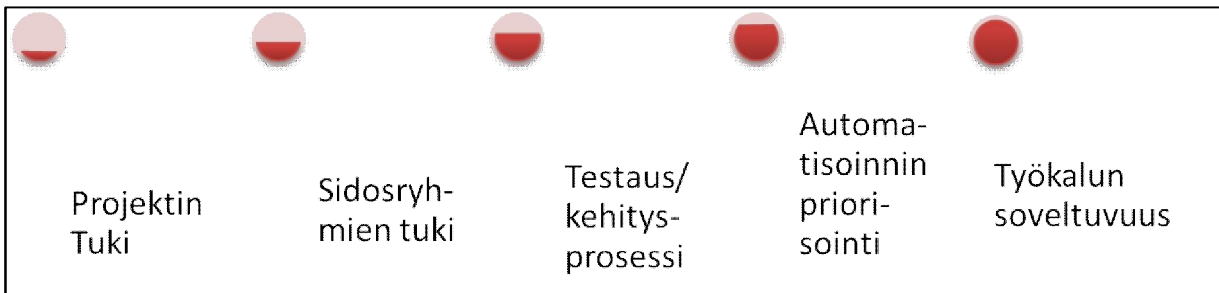 Projektin
Tuki
Sidosryh-
mien tuki
Testaus/
kehitys-
prosessi
Automa-
tisoinnin
priori-
sointi
Työkalun
soveltuvuus